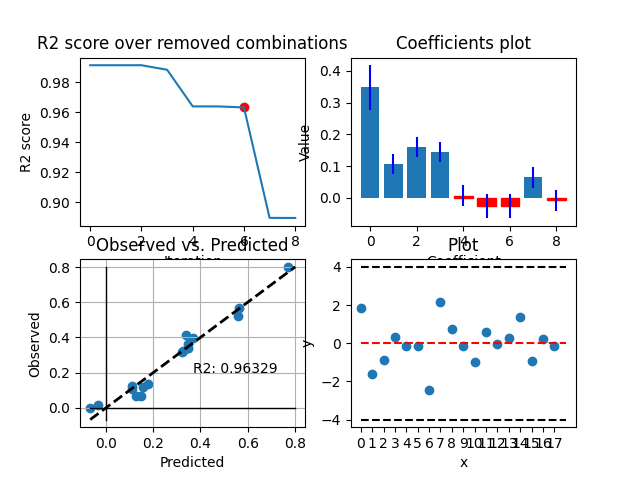 R2 score over removed combinations
R2 score
0.98
0.96
0.94
0.92
0.90
0 2 4 6 8
Iteration
Coefficients plot
Value
0.4
0.3
0.2
0.1
0.0
0 2 4 6 8
Coefficient
Observed vs. Predicted
Observed
0.8
0.6
0.4
0.2
0.0
R2: 0.96329
0.0 0.2 0.4 0.6 0.8
Predicted
Plot
y
4
2
0
−2
−4
0 1 2 3 4 5 6 7 8 9 10 11 12 13 14 15 16 17
x